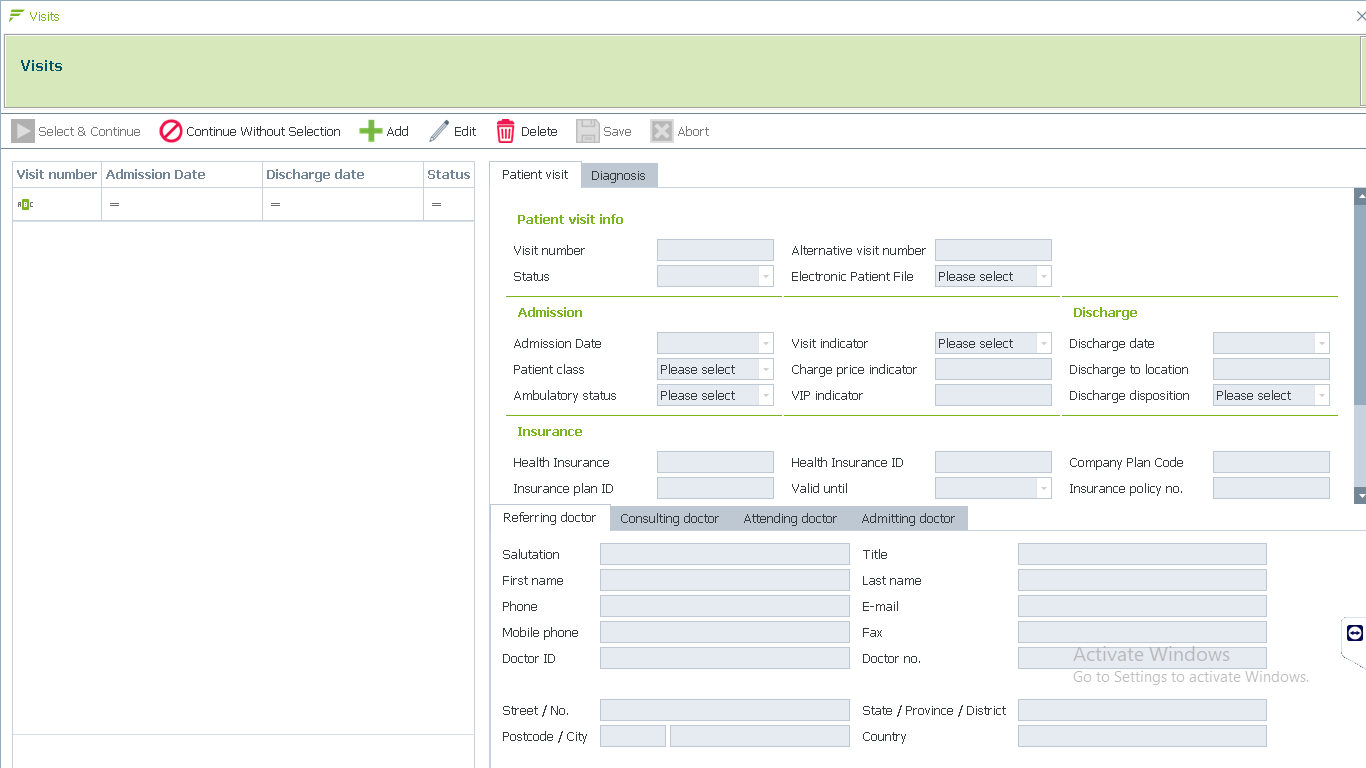 Visits
Visits
Select & Continue Continue Without Selection Add Edit Delete Save Abort
Visit number Admission Date Discharge date Status
ABC = = =
Patient visit Diagnosis
Patient visit info
Visit number Alternative visit number
Status Electronic Patient File Please select
Admission Discharge
Admission Date Visit indicator Please select Discharge date
Patient class Please select Charge price indicator Discharge to location
Ambulatory status Please select VIP indicator Discharge disposition Please select
Insurance
Health Insurance Health Insurance ID Company Plan Code
Insurance plan ID Valid until Insurance policy no.
Referring doctor Consulting doctor Attending doctor Admitting doctor
Salutation Title
First name Last name
Phone E-mail
Mobile phone Fax
Doctor ID Doctor no.
Activate Windows
Go to Settings to activate Windows.
Street / No. State / Province / District
Postcode / City Country